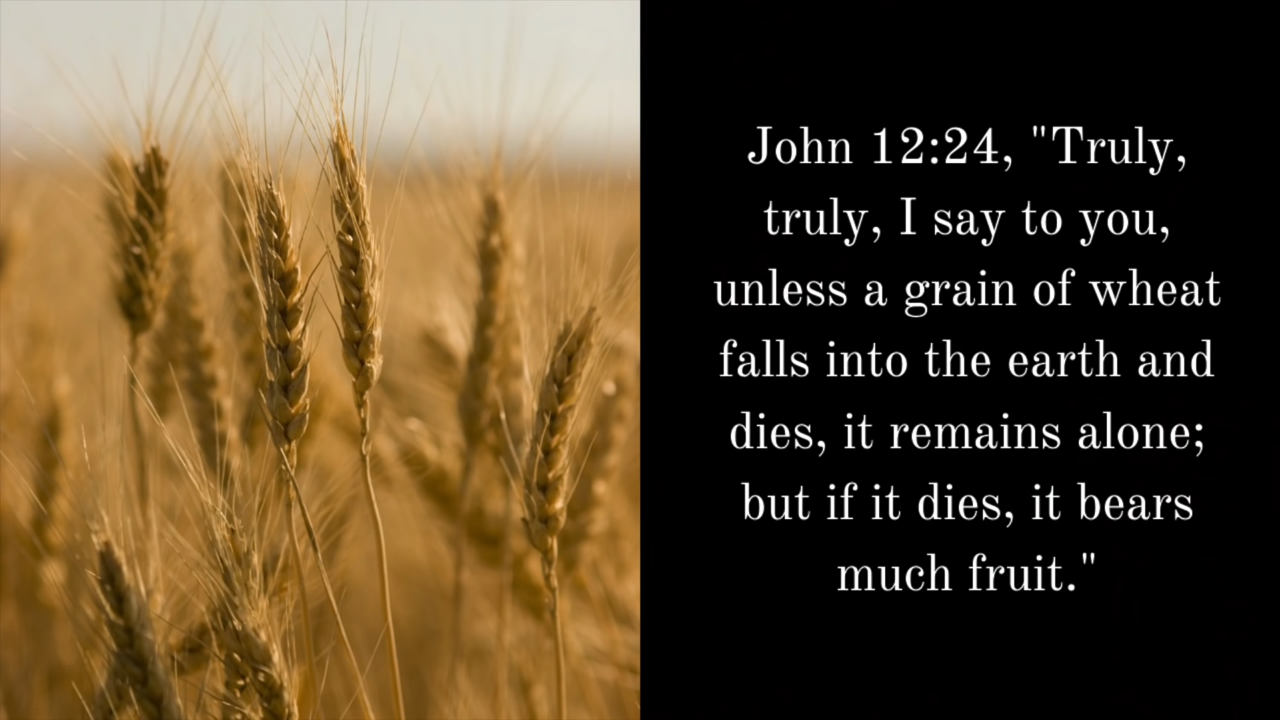 John 12:24, "Truly,
truly, I say to you,
unless a grain of wheat
falls into the earth and
dies, it remains alone;
but if it dies, it bears
much fruit."